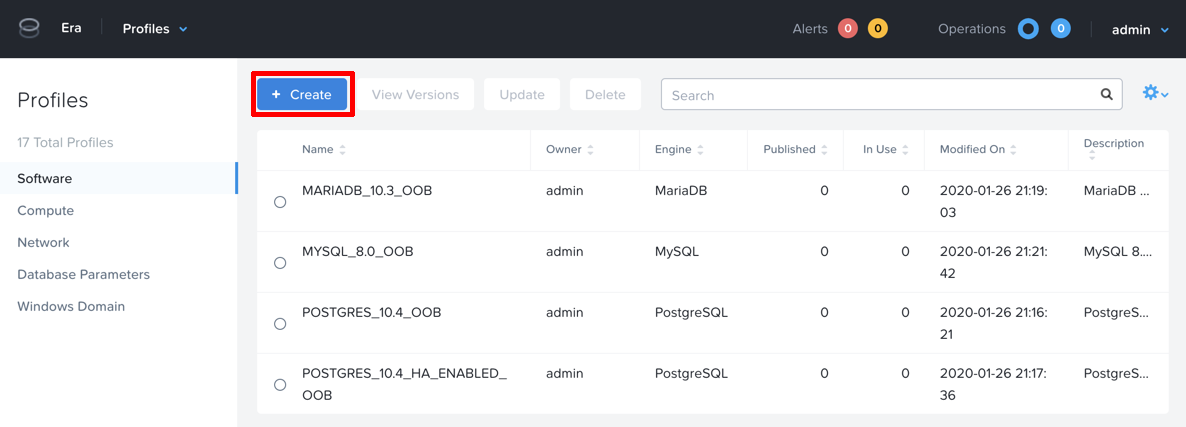 Era Profiles Alerts 0 0 Operations 0 admin
Profiles
17 Total Profiles
Software
Compute
Network
Database Parameters
Windows Domain
+ Create View Versions Update Delete Search
Name Owner Engine Published In Use Modified On Description
MARIADB_10.3_OOB admin MariaDB 0 0 2020-01-26 21:19: MariaDB ...
03
MYSQL_8.0_OOB admin MySQL 0 0 2020-01-26 21:21: MySQL 8....
42
POSTGRES_10.4_OOB admin PostgreSQL 0 0 2020-01-26 21:16: PostgreS...
21
POSTGRES_10.4_HA_ENABLED_ admin PostgreSQL 0 0 2020-01-26 21:17: PostgreS...
OOB 36